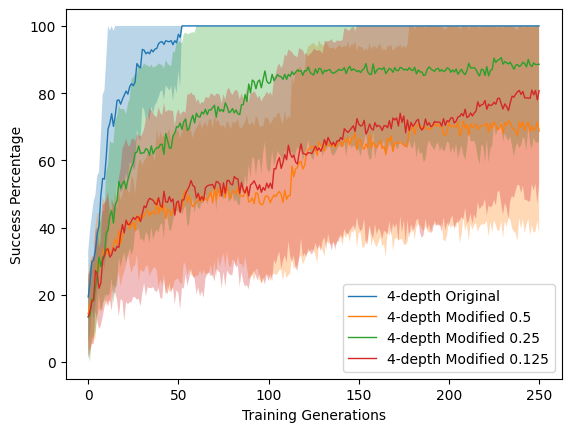 100
80
60
40
20
0
Success Percentage
0 50 100 150 200 250
Training Generations
4-depth Original
4-depth Modified 0.5
4-depth Modified 0.25
4-depth Modified 0.125